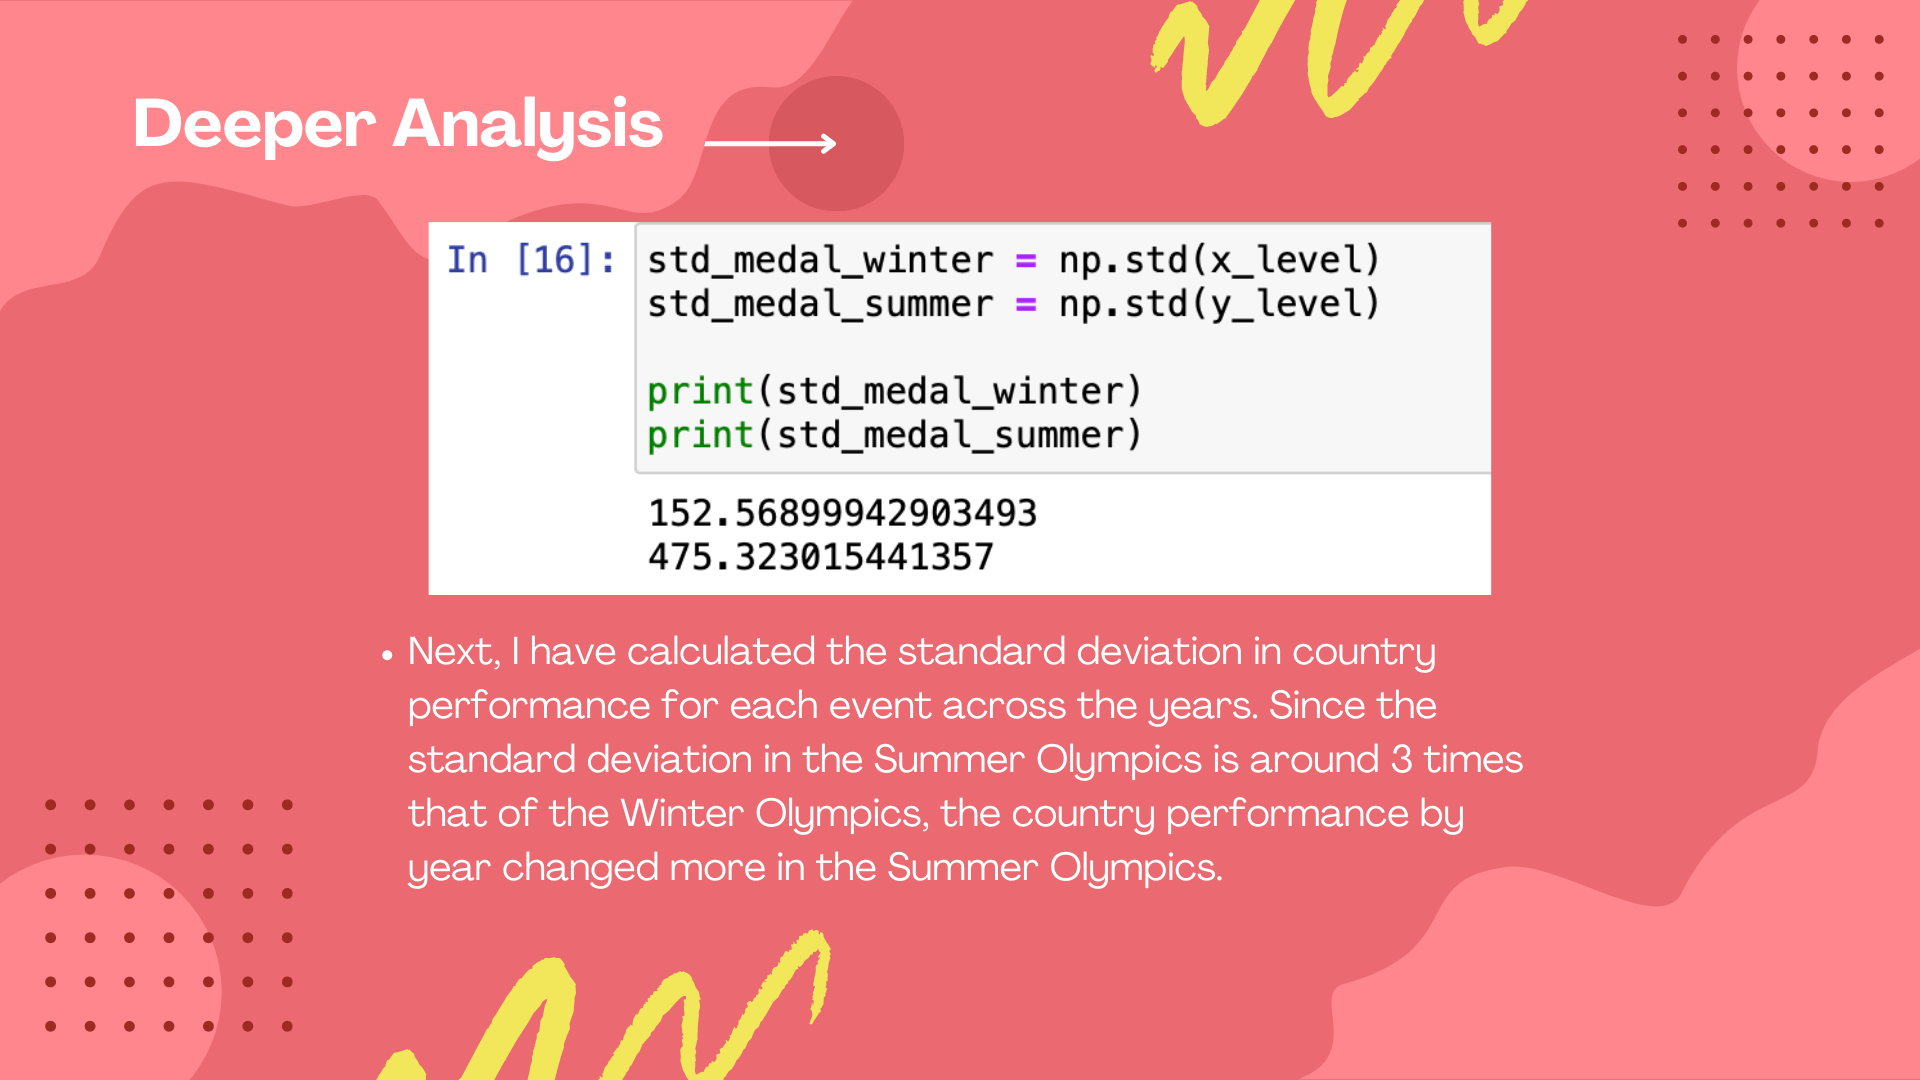 Deeper Analysis
In [16]: std_medal_winter = np.std(x_level)
std_medal_summer = np.std(y_level)
print(std_medal_winter)
print(std_medal_summer)
152.56899942903493
475.323015441357
• Next, I have calculated the standard deviation in country
performance for each event across the years. Since the
standard deviation in the Summer Olympics is around 3 times
that of the Winter Olympics, the country performance by
year changed more in the Summer Olympics.